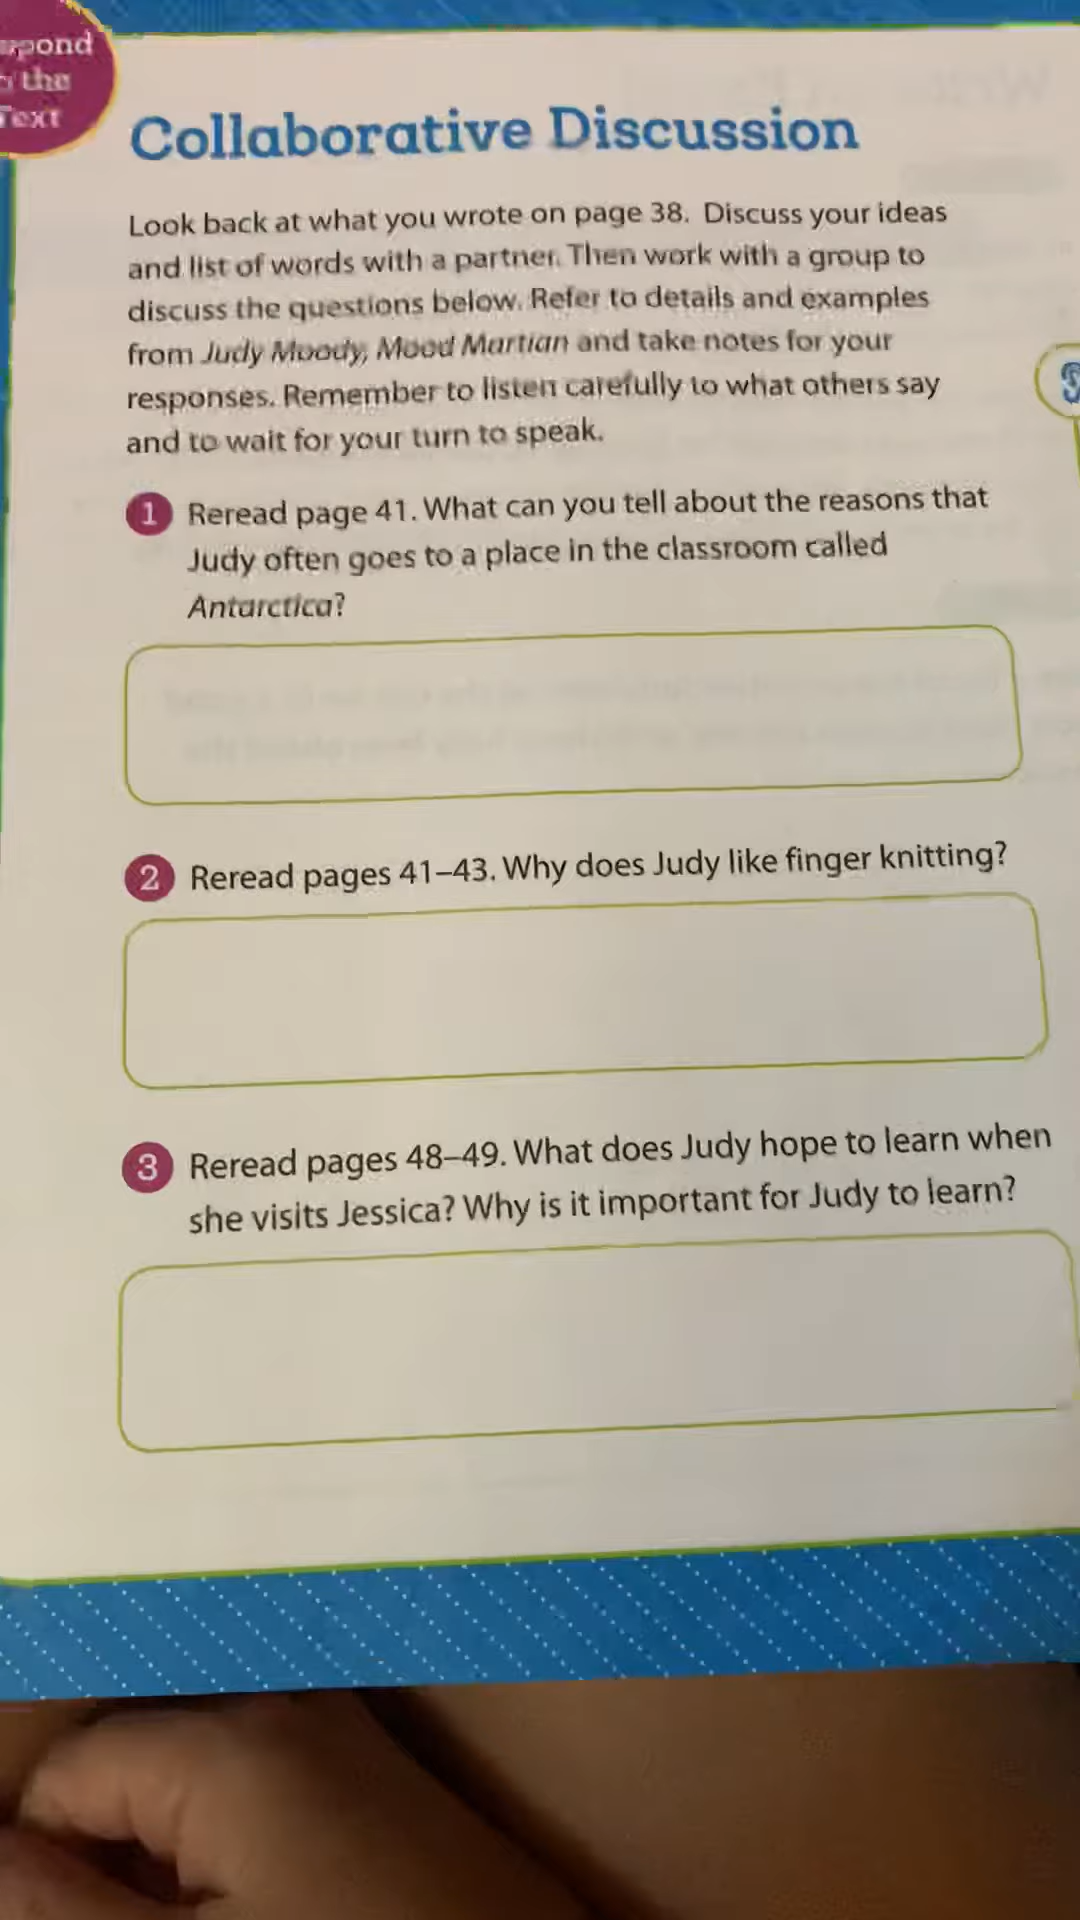 the
Text
Collaborative Discussion
Look back at what you wrote on page 38. Discuss your ideas
and list of words with a partner. Then work with a group to
discuss the questions below. Refer to details and examples
from Judy Moody, Mood Martian and take notes for your
responses. Remember to listen carefully to what others say
and to wait for your turn to speak.
1 Reread page 41. What can you tell about the reasons that
Judy often goes to a place in the classroom called
Antarctica?
2 Reread pages 41–43. Why does Judy like finger knitting?
3 Reread pages 48–49. What does Judy hope to learn when
she visits Jessica? Why is it important for Judy to learn?